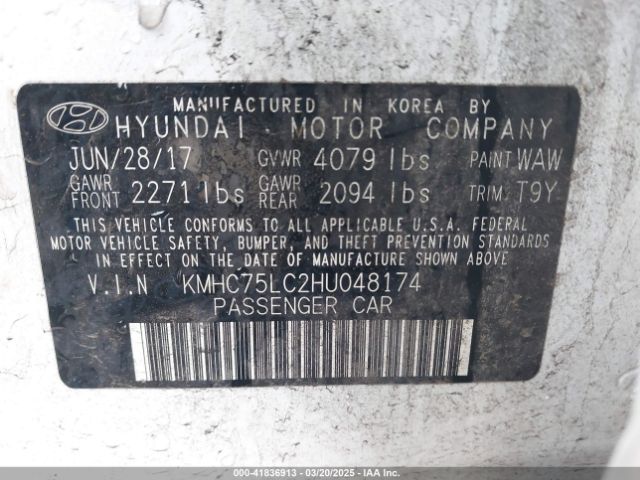 MANUFACTURED IN KOREA BY
HYUNDAI MOTOR COMPANY
JUN/28/17 GVWR 4079 lbs PAINT WAW
GAWR FRONT 2271 lbs GAWR REAR 2094 lbs TRIM: T9Y
THIS VEHICLE CONFORMS TO ALL APPLICABLE U.S.A. FEDERAL
MOTOR VEHICLE SAFETY, BUMPER, AND THEFT PREVENTION STANDARDS
IN EFFECT ON THE DATE OF MANUFACTURE SHOWN ABOVE
V.I.N KMHC75LC2HU048174
PASSENGER CAR
000-41836913 - 03/20/2025 - IAA Inc.